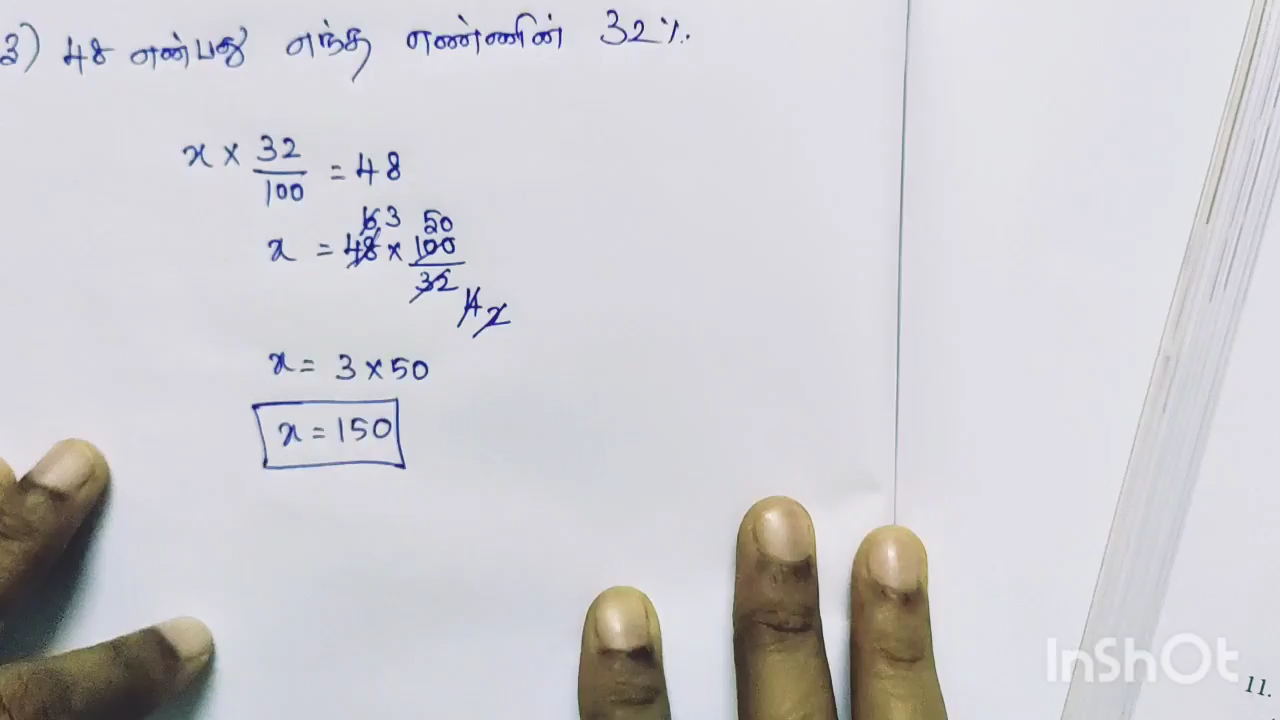 3) 48 என்பது எந்த எண்ணின் 32%.
x × 32/100 = 48
6 3 50
x = 48 × 100/32
4 2
x = 3 × 50
x = 150
InShOt
11.